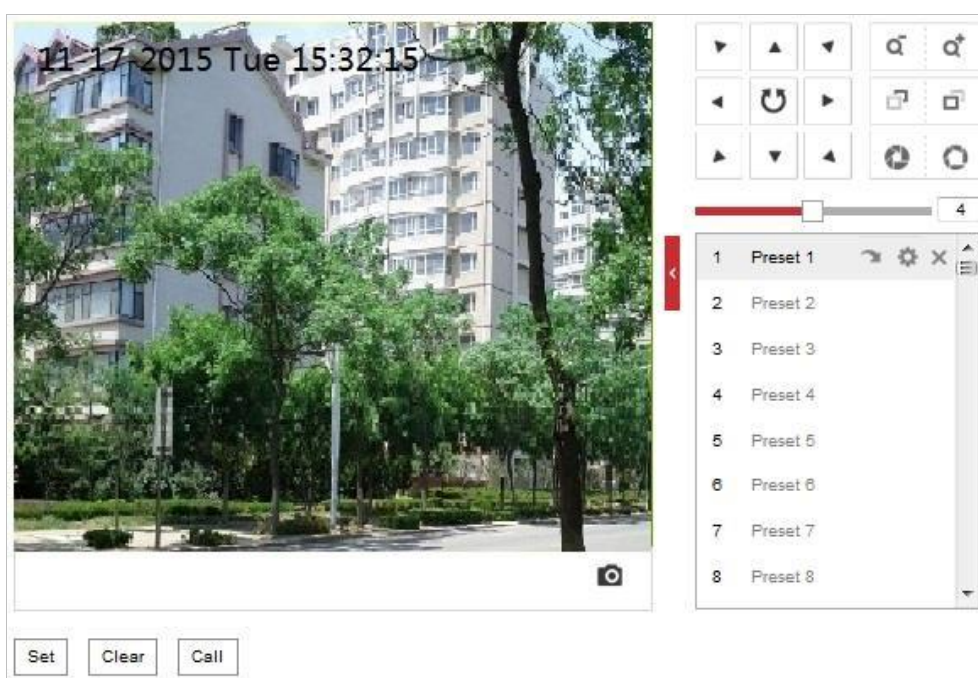 11-17-2015 Tue 15:32:15
4
1 Preset 1
2 Preset 2
3 Preset 3
4 Preset 4
5 Preset 5
6 Preset 6
7 Preset 7
8 Preset 8
Set Clear Call